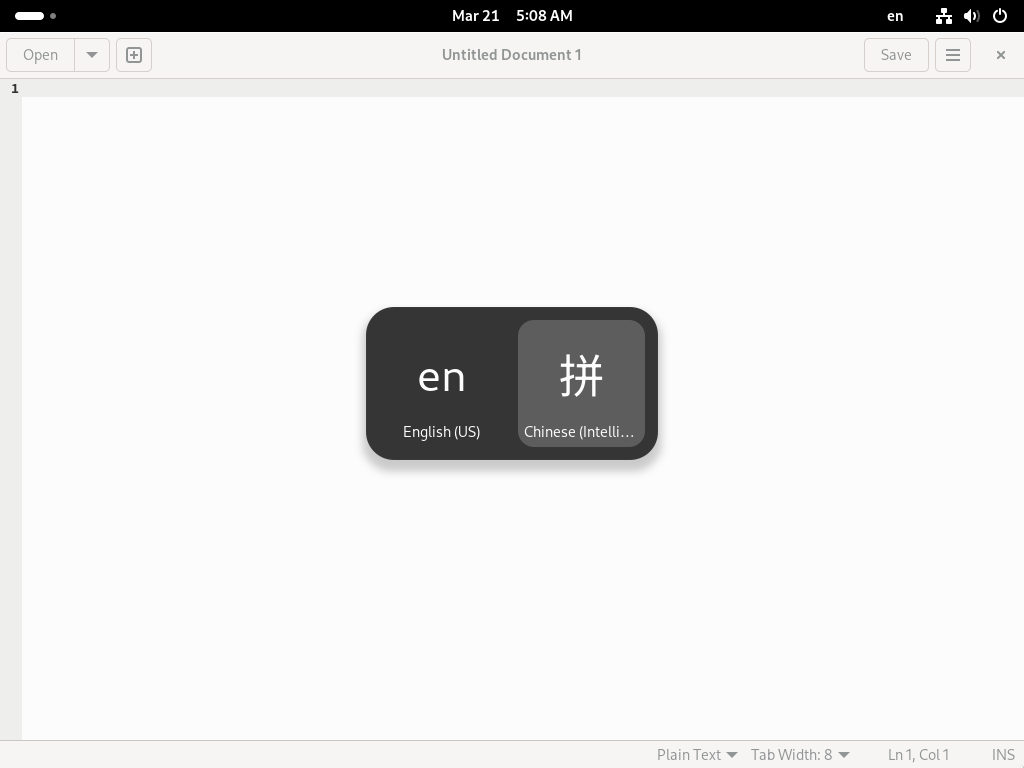 Mar 21 5:08 AM en
Open Untitled Document 1 Save
1
en 拼
English (US) Chinese (Intelli...
Plain Text Tab Width: 8 Ln 1, Col 1 INS